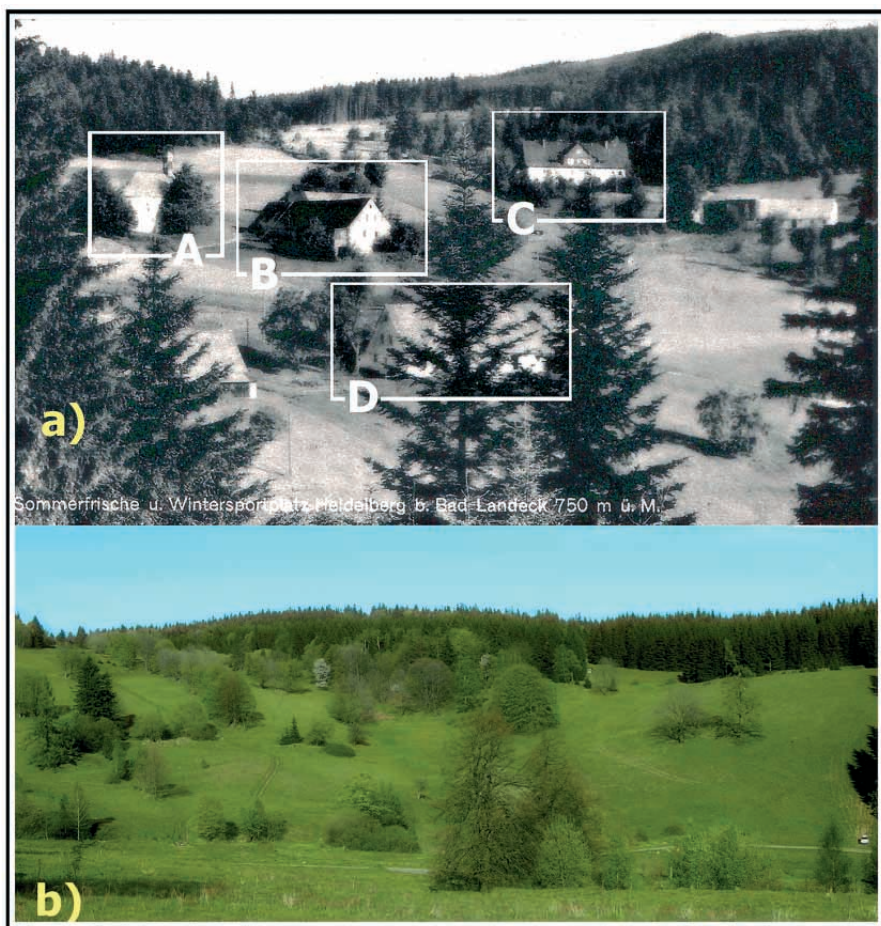 A
B
C
D
a)
Sommerfrische u. Wintersportplatz Heidelberg b. Bad Landeck 750 m ü. M.
b)